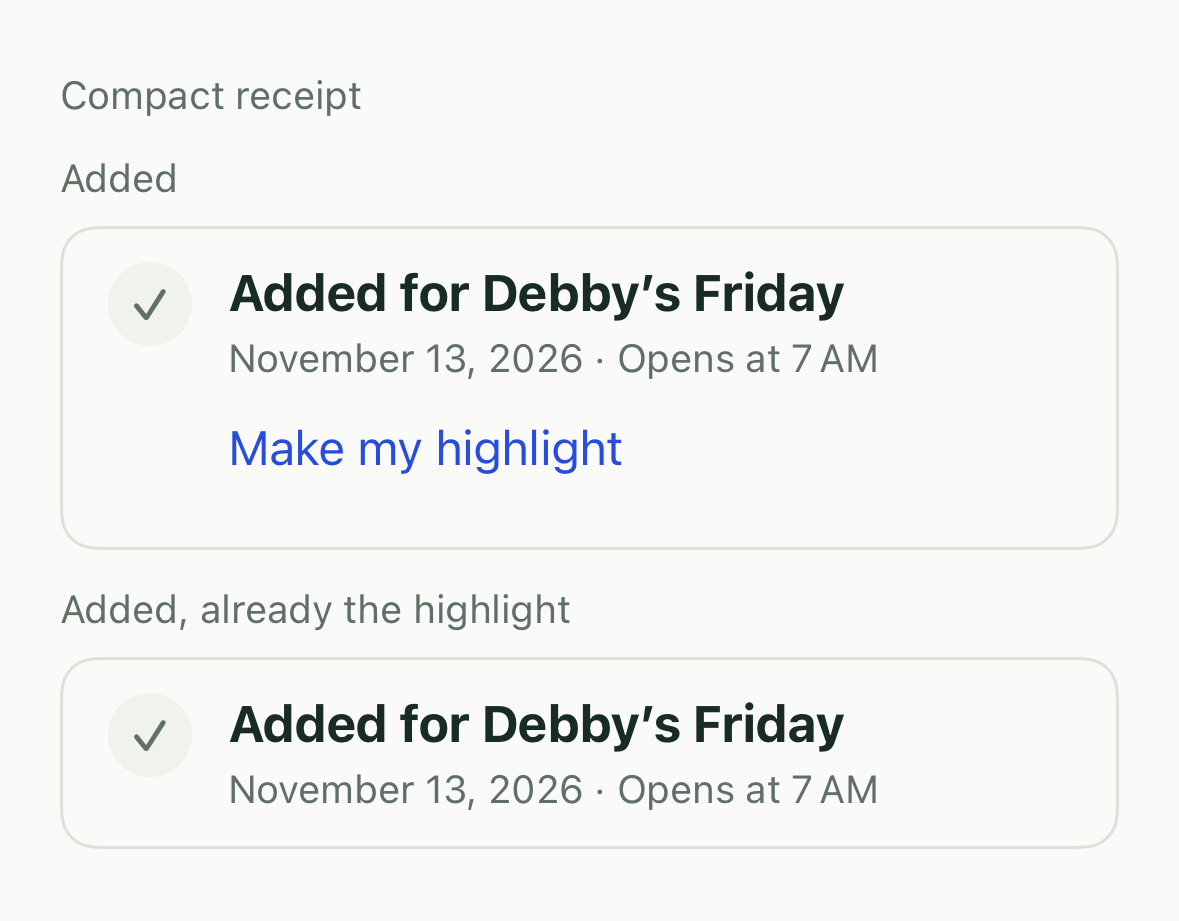 Compact receipt
Added
Added for Debby’s Friday
November 13, 2026 · Opens at 7 AM
Make my highlight
Added, already the highlight
Added for Debby’s Friday
November 13, 2026 · Opens at 7 AM